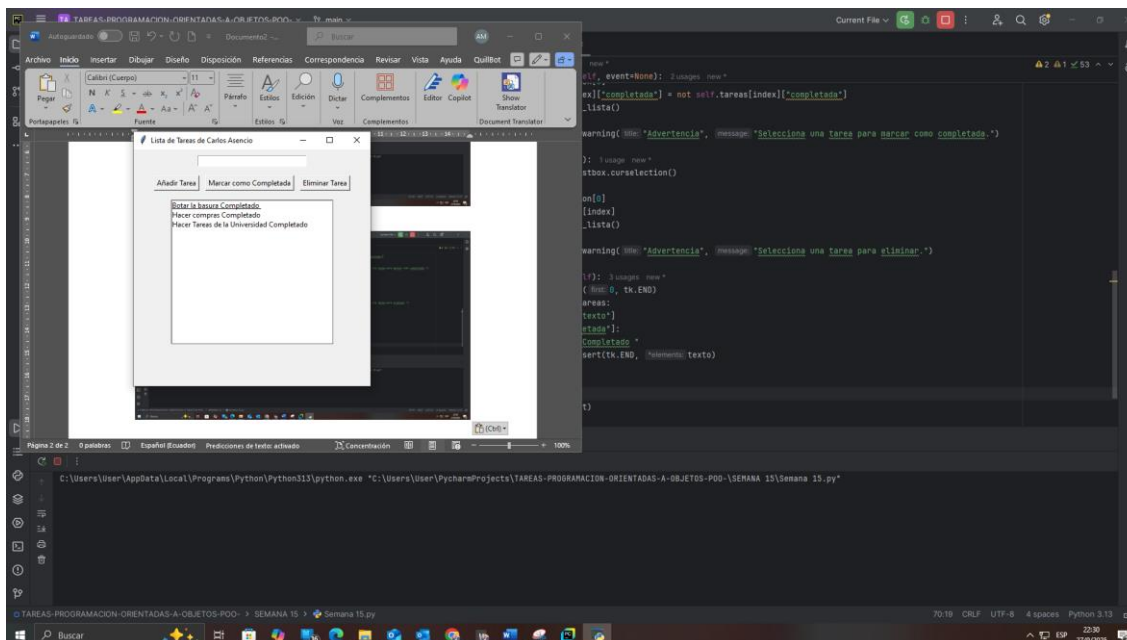 TAREAS-PROGRAMACION-ORIENTADAS-A-OBJETOS-POO-
main
Current File
Autoguardado
Documento2
Buscar
AM
Archivo Inicio Insertar Dibujar Diseño Disposición Referencias Correspondencia Revisar Vista Ayuda QuillBot
Calibri (Cuerpo) 11
Pegar
N K S
Párrafo Estilos Edición Dictar Complementos Editor Copilot Show Translator
Portapapeles Fuente Estilos Voz Complementos Document Translator
new *
elf, event=None): 2 usages new *
ex]["completada"] = not self.tareas[index]["completada"]
_lista()
2 1 53
warning( title: "Advertencia", message: "Selecciona una tarea para marcar como completada.")
): 1 usage new *
stbox.curselection()
on[0]
[index]
_lista()
warning( title: "Advertencia", message: "Selecciona una tarea para eliminar.")
lf): 3 usages new *
( first: 0, tk.END)
areas:
texto"]
etada"]:
Completado "
sert(tk.END, *elements: texto)
t)
Lista de Tareas de Carlos Asencio
Añadir Tarea Marcar como Completada Eliminar Tarea
Botar la basura Completado
Hacer compras Completado
Hacer Tareas de la Universidad Completado
(Ctrl)
Página 2 de 2 0 palabras Español (Ecuador) Predicciones de texto: activado Concentración 100%
C:\Users\User\AppData\Local\Programs\Python\Python313\python.exe "C:\Users\User\PycharmProjects\TAREAS-PROGRAMACION-ORIENTADAS-A-OBJETOS-POO-\SEMANA 15\Semana 15.py"
TAREAS-PROGRAMACION-ORIENTADAS-A-OBJETOS-POO- > SEMANA 15 > Semana 15.py
70:19 CRLF UTF-8 4 spaces Python 3.13
Buscar
ESP
22:30